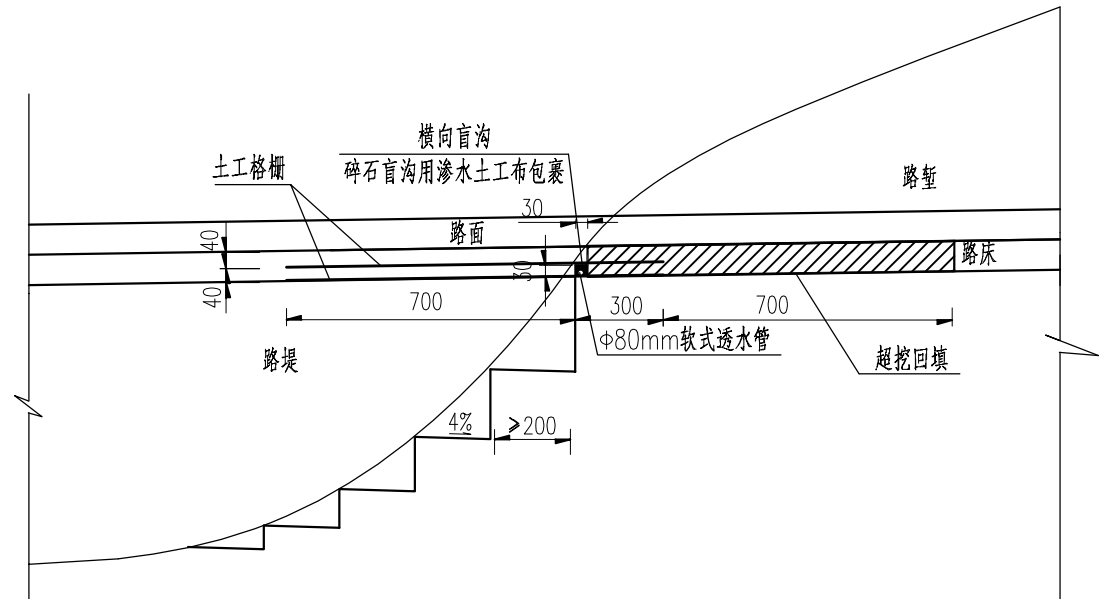 横向盲沟
碎石盲沟用渗水土工布包裹
土工格栅
路堑
30
路面
40
路床
30
40
700
300
700
Φ80mm软式透水管
超挖回填
路堤
4%
≥200